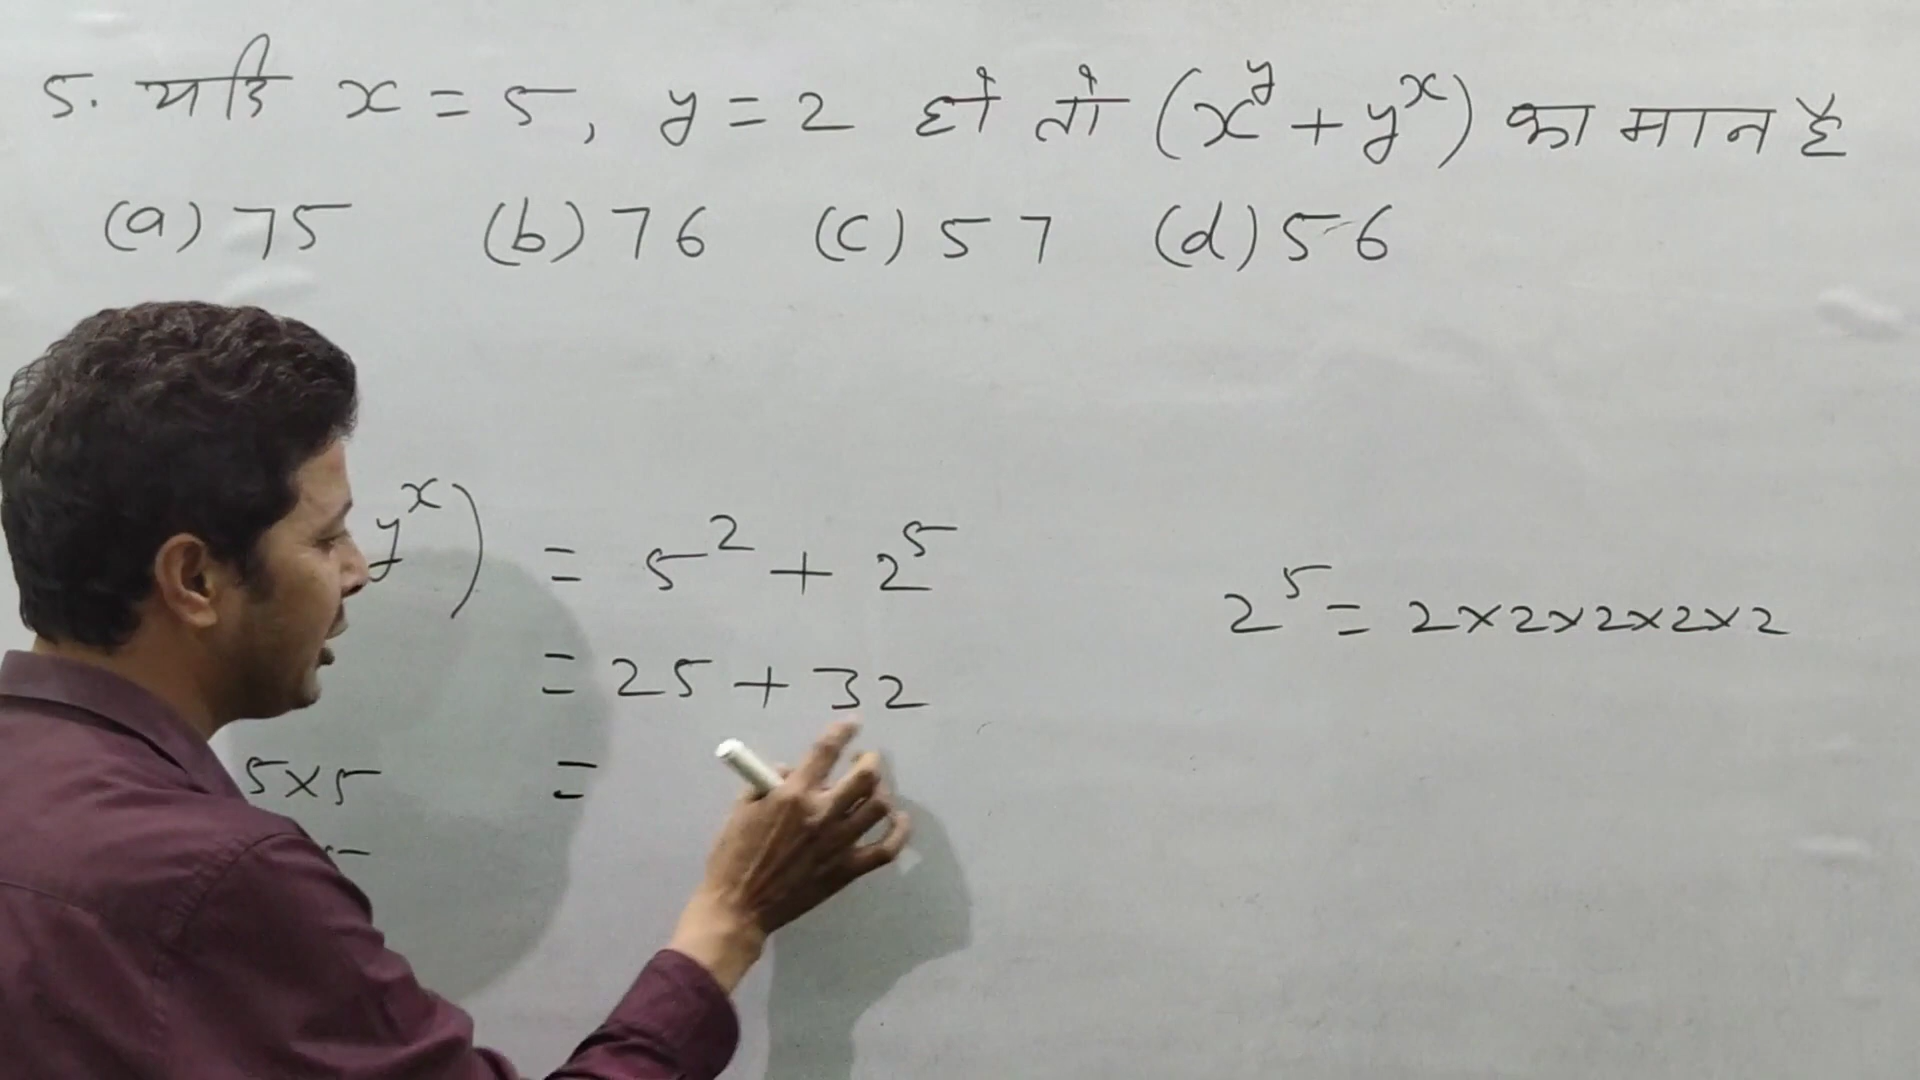 5. यदि x = 5, y = 2 हो तो (x^y + y^x) का मान है
(a) 75 (b) 76 (c) 57 (d) 56
y^x) = 5^2 + 2^5
2^5 = 2×2×2×2×2
= 25 + 32
5×5 =